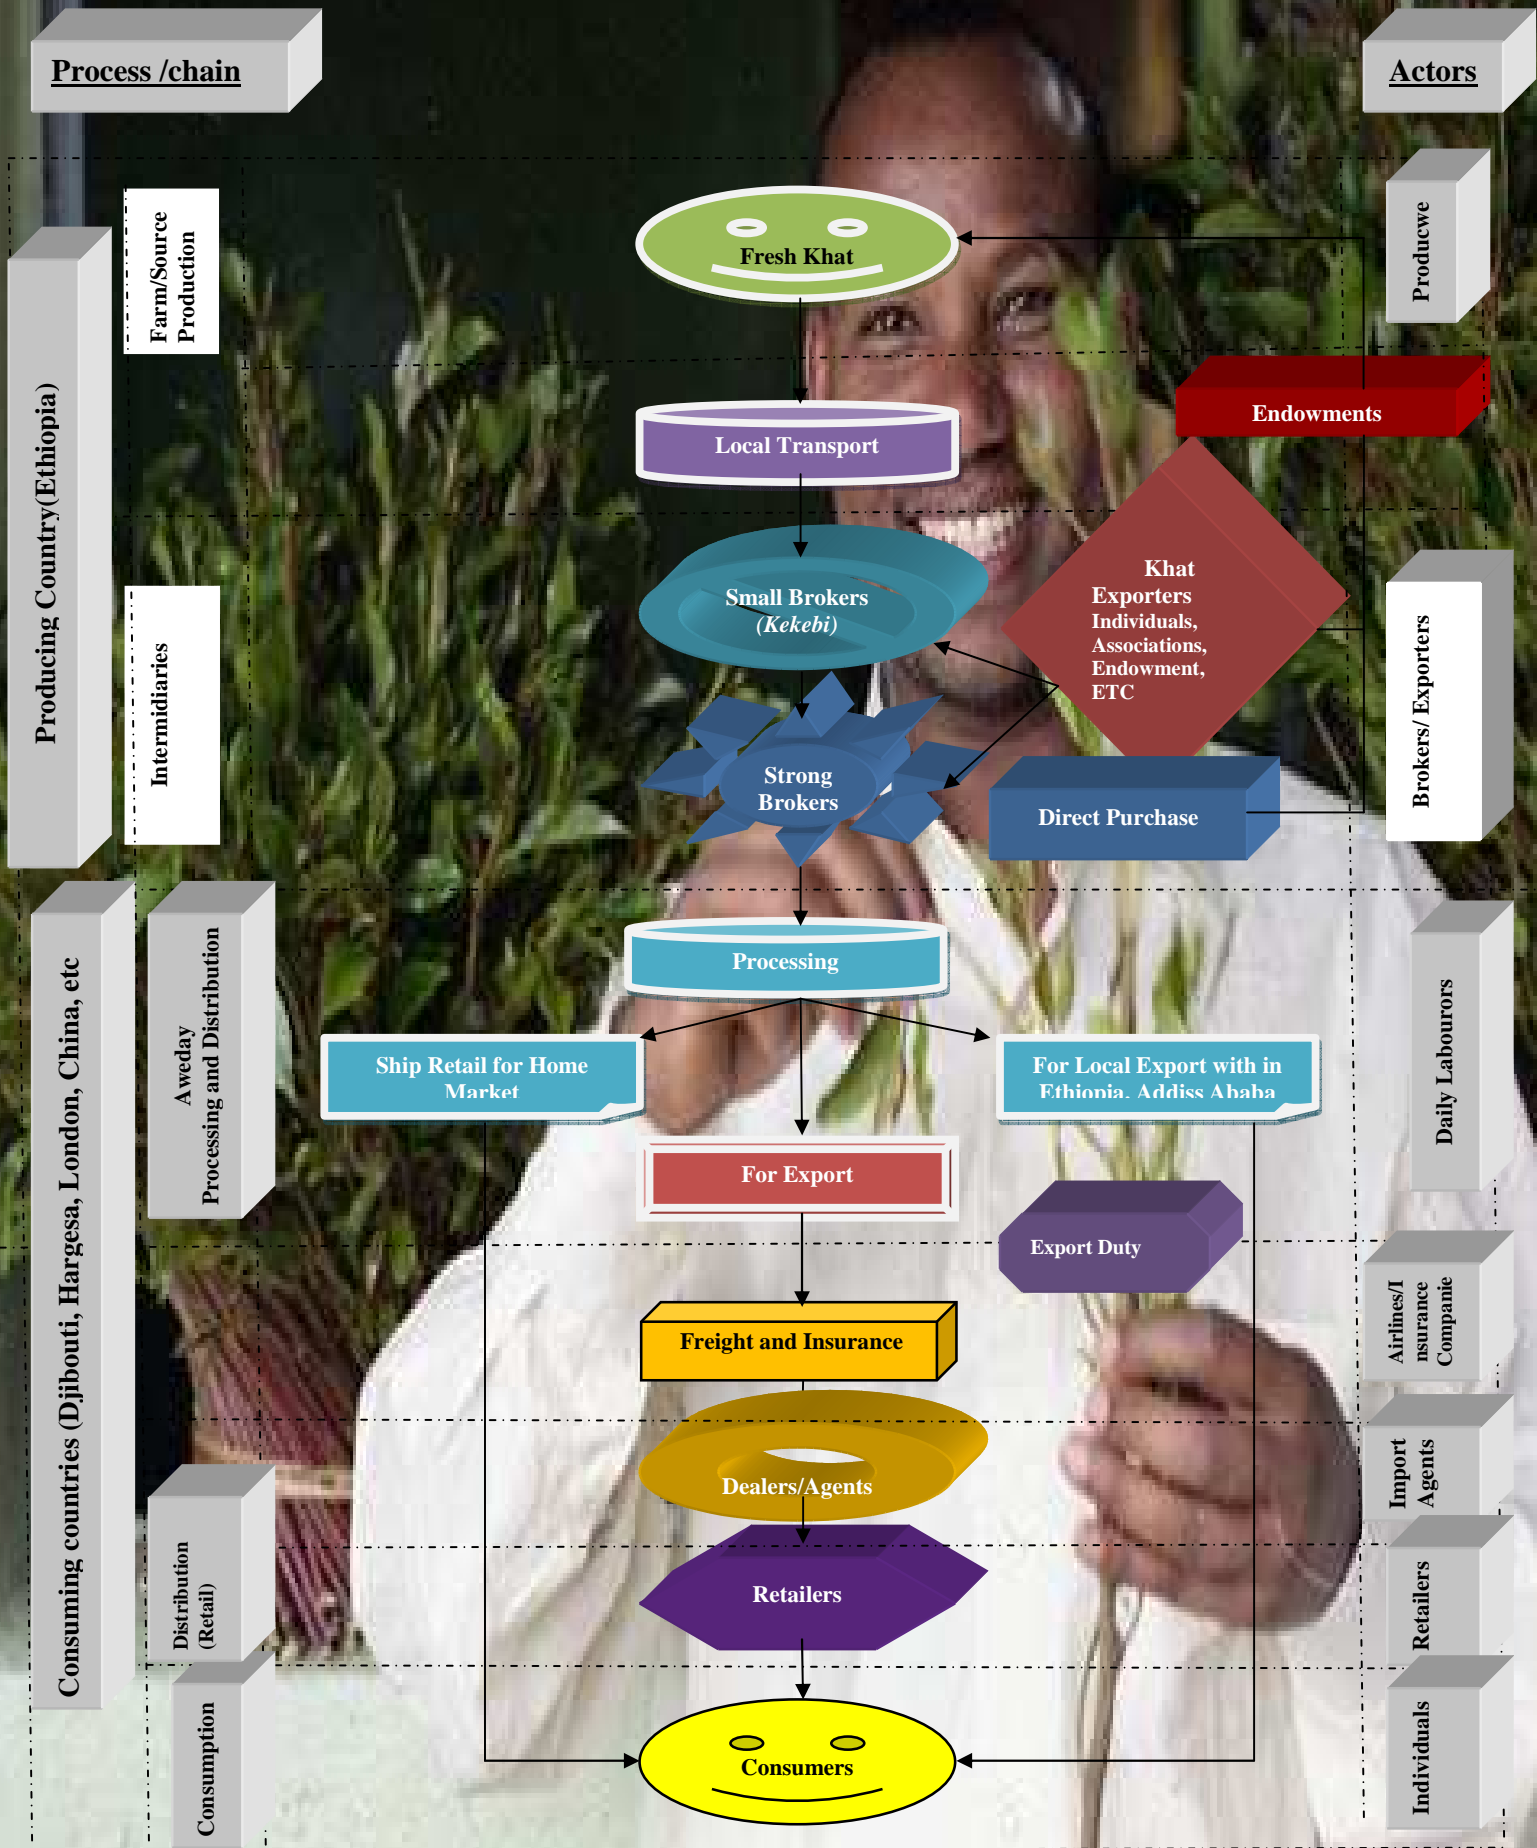 Process /chain
Actors
Farm/Source
Production
Fresh Khat
Producwe
Producing Country(Ethiopia)
Endowments
Local Transport
Khat
Exporters
Individuals,
Associations,
Endowment,
ETC
Small Brokers
(Kekebi)
Intermidiaries
Brokers/ Exporters
Strong
Brokers
Direct Purchase
Consuming countries (Djibouti, Hargesa, London, China, etc
Aweday
Processing and Distribution
Processing
Daily Labourors
Ship Retail for Home
Market
For Local Export with in
Ethiopia, Addiss Ababa
For Export
Export Duty
Airlines/I
nsurance
Companie
Freight and Insurance
Import
Agents
Dealers/Agents
Distribution
(Retail)
Retailers
Retailers
Consumption
Consumers
Individuals